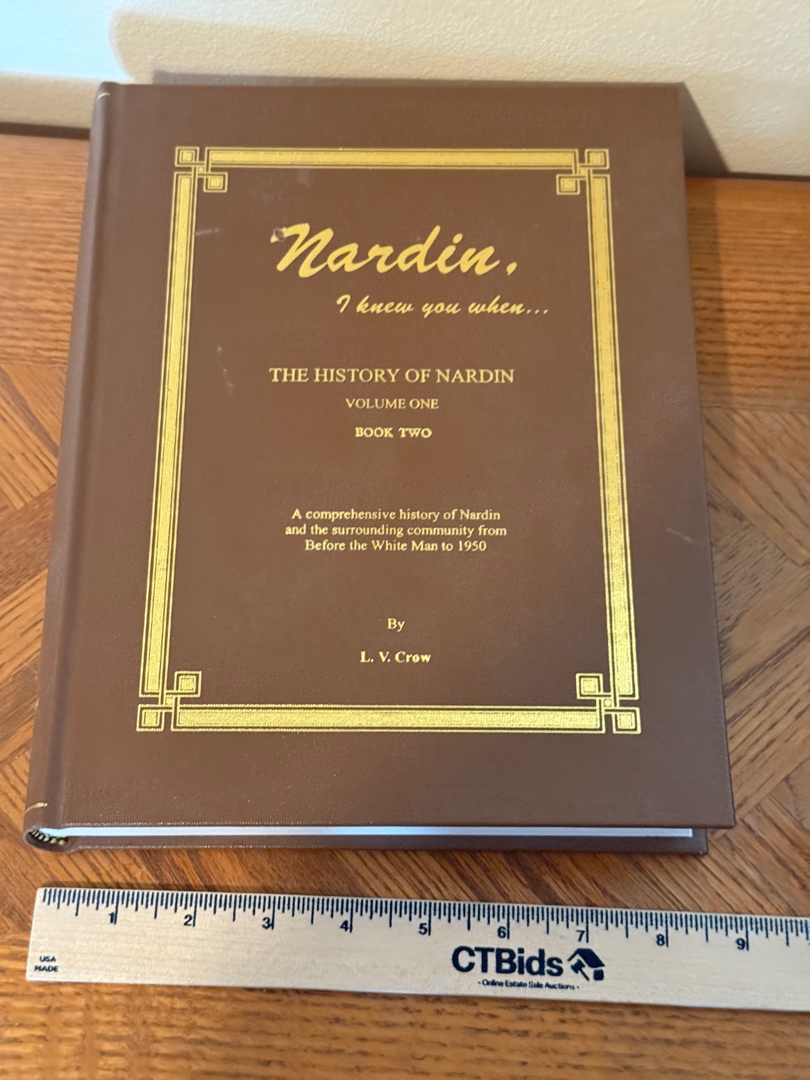 Nardin,
I knew you when...
THE HISTORY OF NARDIN
VOLUME ONE
BOOK TWO
A comprehensive history of Nardin
and the surrounding community from
Before the White Man to 1950
By
L. V. Crow
1 2 3 4 5 6 7 8 9
USA
MADE
CTBids
- Online Estate Sale Auctions -